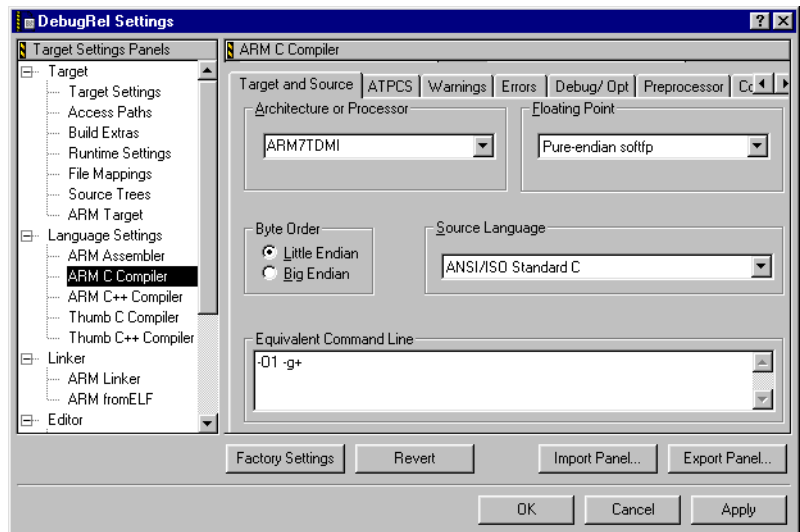 DebugRel Settings
Target Settings Panels
Target
Target Settings
Access Paths
Build Extras
Runtime Settings
File Mappings
Source Trees
ARM Target
Language Settings
ARM Assembler
ARM C Compiler
ARM C++ Compiler
Thumb C Compiler
Thumb C++ Compiler
Linker
ARM Linker
ARM fromELF
Editor
ARM C Compiler
Target and Source ATPCS Warnings Errors Debug/ Opt Preprocessor
Architecture or Processor
ARM7TDMI
Floating Point
Pure-endian softfp
Byte Order
Little Endian
Big Endian
Source Language
ANSI/ISO Standard C
Equivalent Command Line
-O1 -g+
Factory Settings Revert Import Panel... Export Panel...
OK Cancel Apply